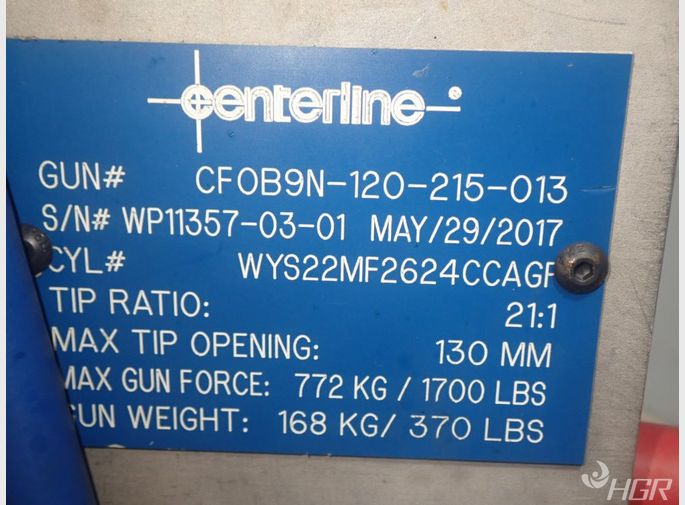 centerline
GUN# CFOB9N-120-215-013
S/N# WP11357-03-01 MAY/29/2017
CYL# WYS22MF2624CCAGF
TIP RATIO: 21:1
MAX TIP OPENING: 130 MM
MAX GUN FORCE: 772 KG / 1700 LBS
GUN WEIGHT: 168 KG/ 370 LBS
HGR